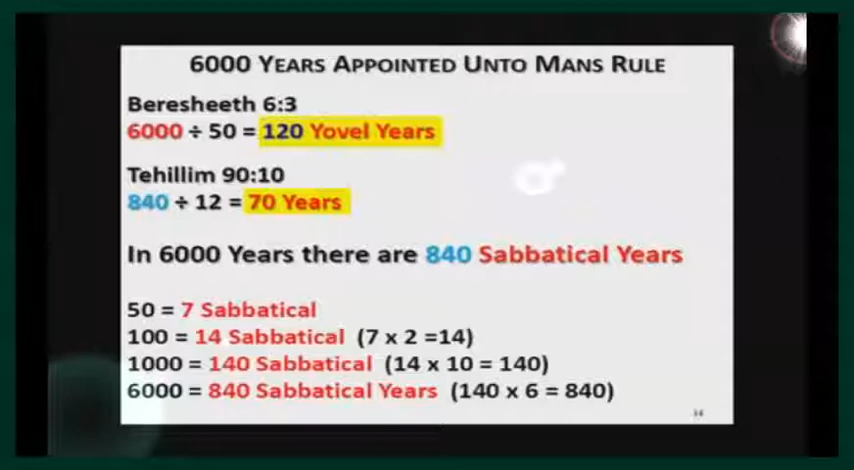 6000 YEARS APPOINTED UNTO MANS RULE
Beresheeth 6:3
6000 ÷ 50 = 120 Yovel Years
Tehillim 90:10
840 ÷ 12 = 70 Years
In 6000 Years there are 840 Sabbatical Years
50 = 7 Sabbatical
100 = 14 Sabbatical (7 x 2 =14)
1000 = 140 Sabbatical (14 x 10 = 140)
6000 = 840 Sabbatical Years (140 x 6 = 840)